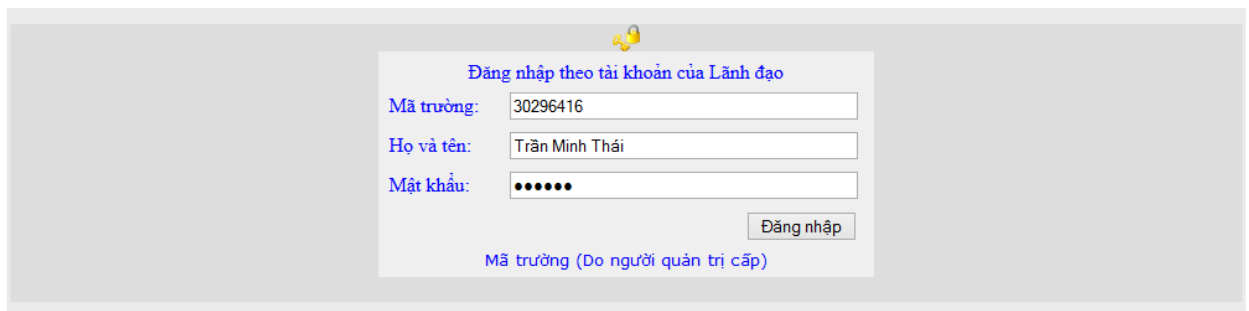 Đăng nhập theo tài khoản của Lãnh đạo
Mã trường: 30296416
Họ và tên: Trần Minh Thái
Mật khẩu: ●●●●●●
Đăng nhập
Mã trường (Do người quản trị cấp)